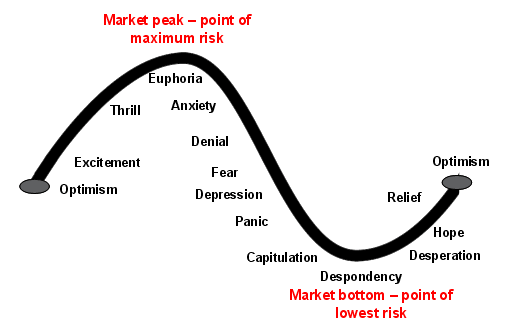 Market peak – point of
maximum risk
Euphoria
Thrill
Anxiety
Denial
Excitement
Optimism
Fear
Depression
Panic
Capitulation
Despondency
Market bottom – point of
lowest risk
Desperation
Hope
Relief
Optimism